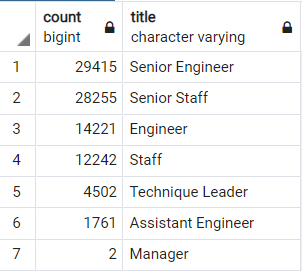 count title
bigint character varying
1 29415 Senior Engineer
2 28255 Senior Staff
3 14221 Engineer
4 12242 Staff
5 4502 Technique Leader
6 1761 Assistant Engineer
7 2 Manager